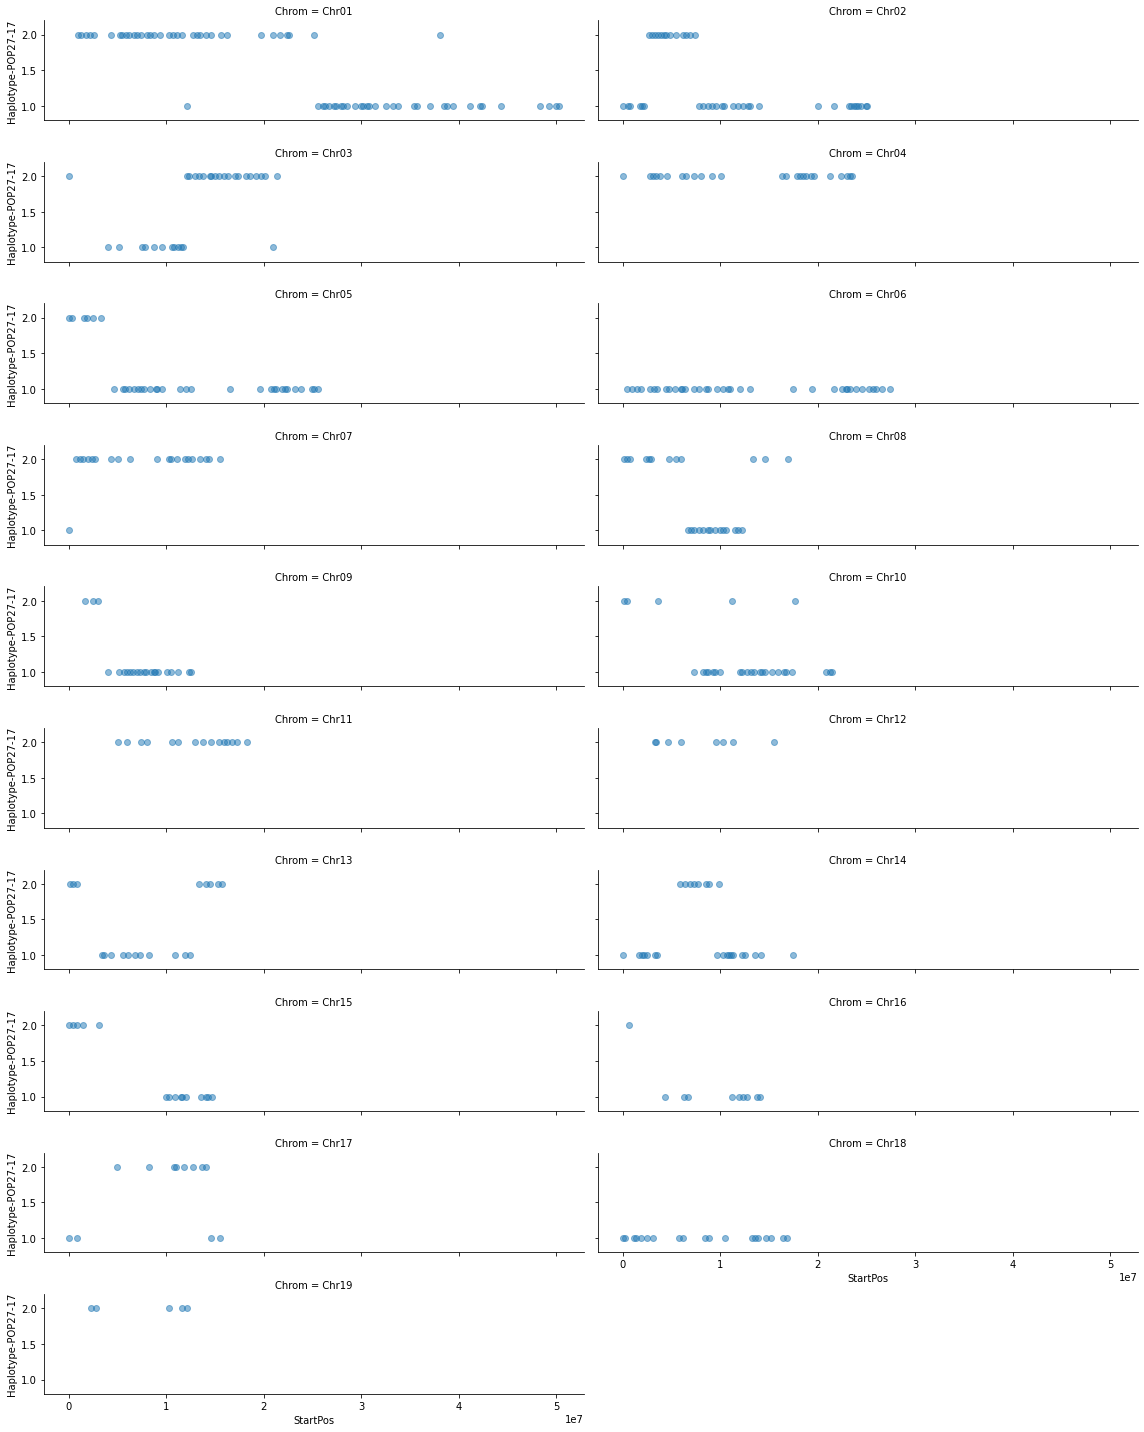 Chrom = Chr01
Chrom = Chr02
Haplotype-POP27-17
2.0
1.5
1.0
Chrom = Chr03
Chrom = Chr04
Haplotype-POP27-17
2.0
1.5
1.0
Chrom = Chr05
Chrom = Chr06
Haplotype-POP27-17
2.0
1.5
1.0
Chrom = Chr07
Chrom = Chr08
Haplotype-POP27-17
2.0
1.5
1.0
Chrom = Chr09
Chrom = Chr10
Haplotype-POP27-17
2.0
1.5
1.0
Chrom = Chr11
Chrom = Chr12
Haplotype-POP27-17
2.0
1.5
1.0
Chrom = Chr13
Chrom = Chr14
Haplotype-POP27-17
2.0
1.5
1.0
Chrom = Chr15
Chrom = Chr16
Haplotype-POP27-17
2.0
1.5
1.0
Chrom = Chr17
Chrom = Chr18
Haplotype-POP27-17
2.0
1.5
1.0
0 1 2 3 4 5
StartPos
1e7
Chrom = Chr19
Haplotype-POP27-17
2.0
1.5
1.0
0 1 2 3 4 5
StartPos
1e7